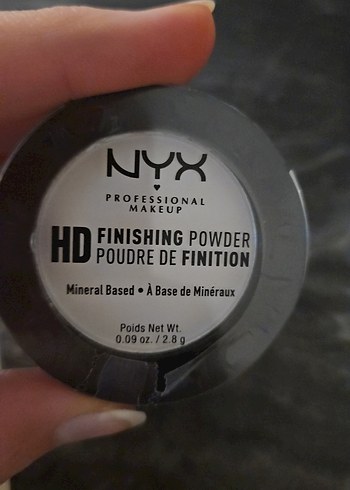 NYX
PROFESSIONAL
MAKEUP
HD FINISHING POWDER
POUDRE DE FINITION
Mineral Based • À Base de Minéraux
Poids Net Wt.
0.09 oz. / 2.8 g